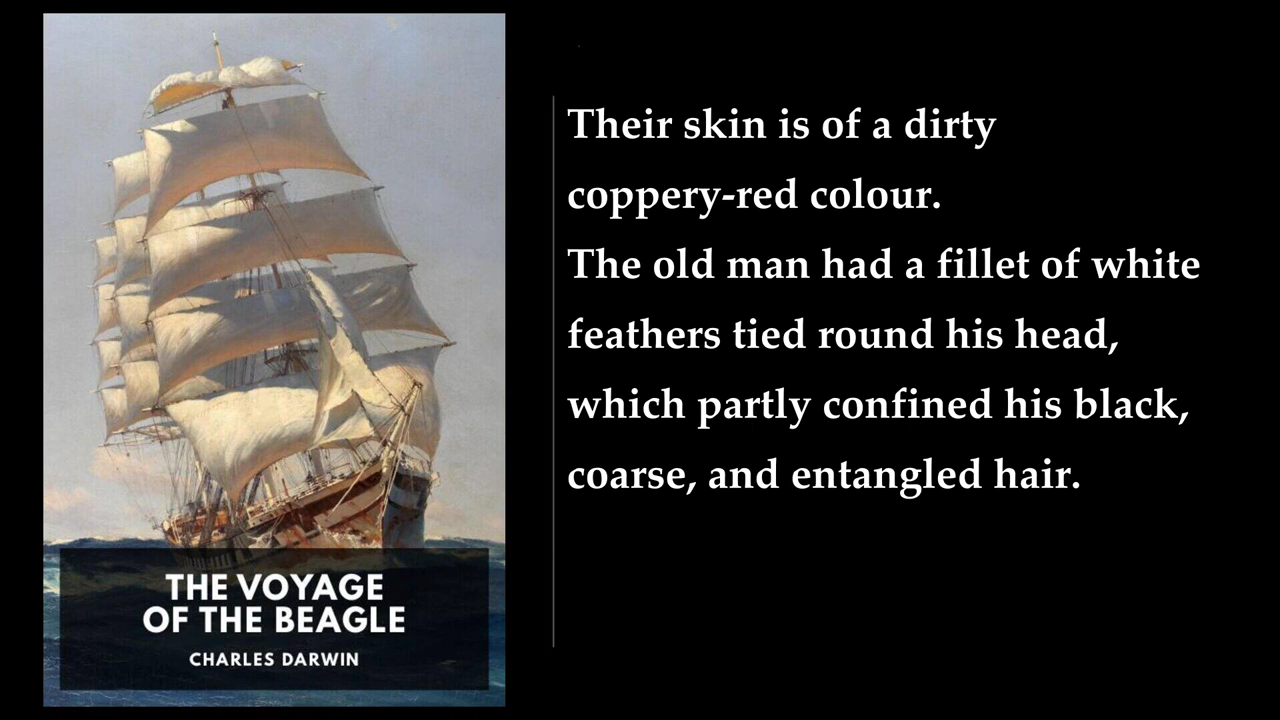 THE VOYAGE
OF THE BEAGLE
CHARLES DARWIN
Their skin is of a dirty
coppery-red colour.
The old man had a fillet of white
feathers tied round his head,
which partly confined his black,
coarse, and entangled hair.